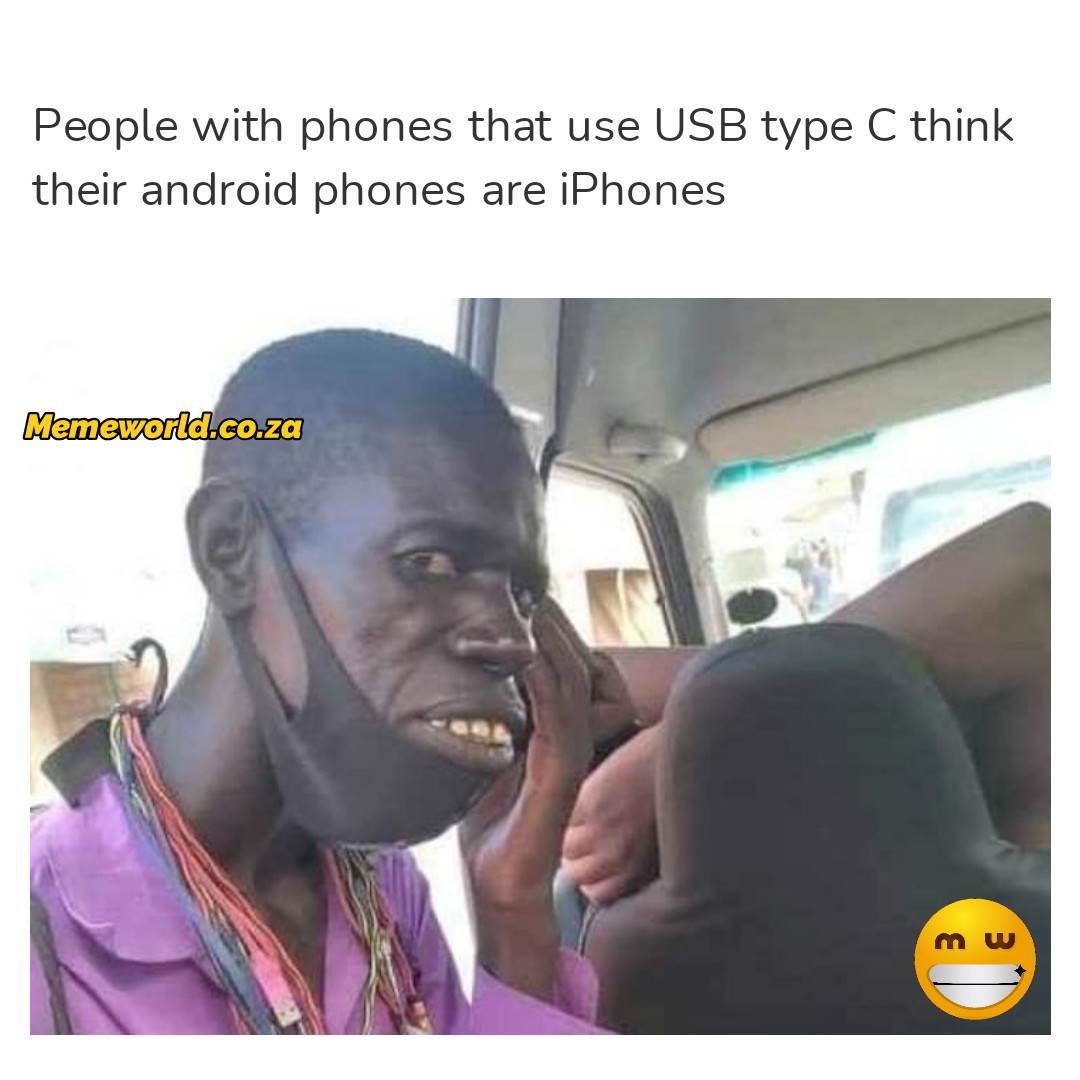 People with phones that use USB type C think
their android phones are iPhones
Memeworld.co.za
m w